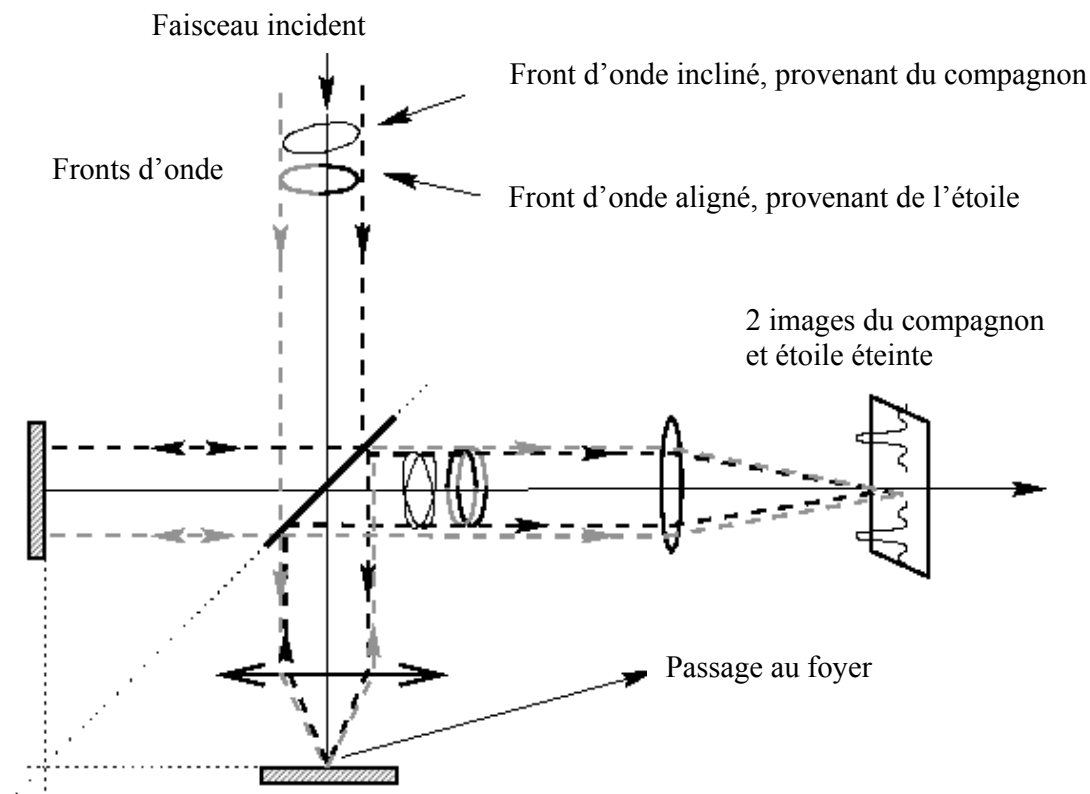 Faisceau incident
Front d’onde incliné, provenant du compagnon
Fronts d’onde
Front d’onde aligné, provenant de l’étoile
2 images du compagnon
et étoile éteinte
Passage au foyer